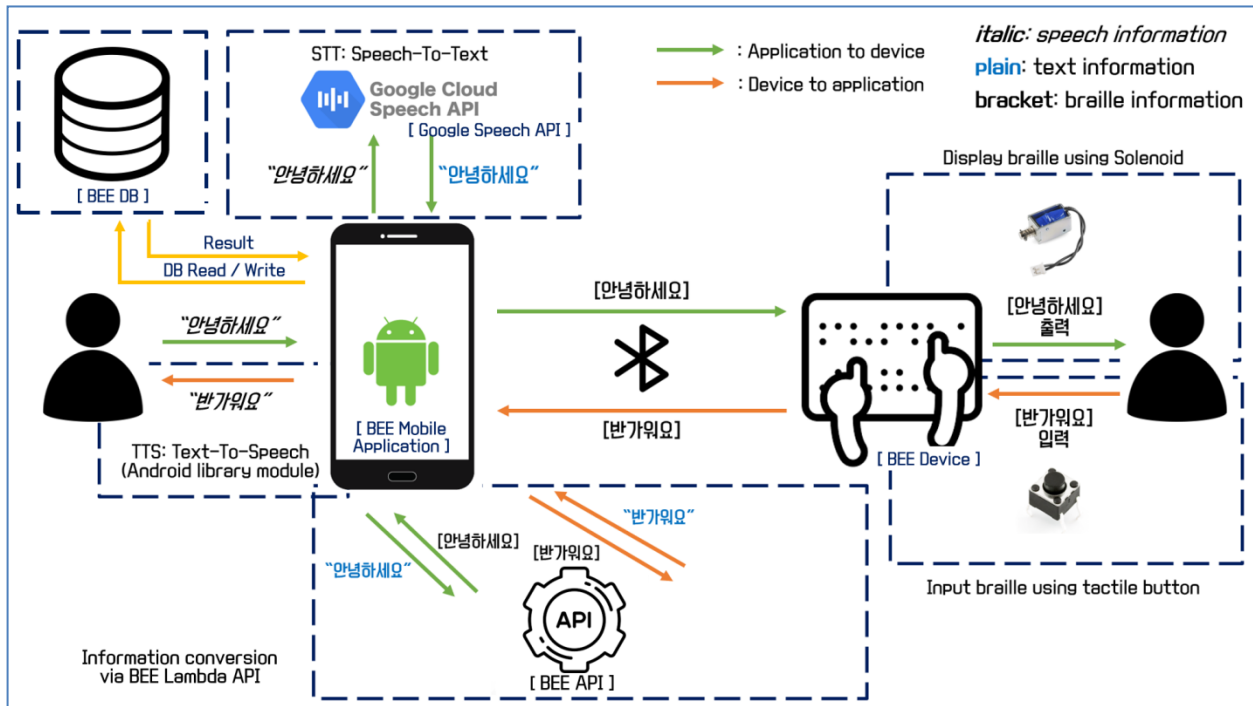 STT: Speech-To-Text
Google Cloud
Speech API
[ Google Speech API ]
“안녕하세요”
“안녕하세요”
: Application to device
: Device to application
italic: speech information
plain: text information
bracket: braille information
[ BEE DB ]
Result
DB Read / Write
“안녕하세요”
“반가워요”
TTS: Text-To-Speech
(Android library module)
[ BEE Mobile
Application ]
[안녕하세요]
[반가워요]
Display braille using Solenoid
[안녕하세요]
출력
[반가워요]
입력
[ BEE Device ]
Input braille using tactile button
“안녕하세요”
[안녕하세요]
[반가워요]
“반가워요”
API
[ BEE API ]
Information conversion
via BEE Lambda API